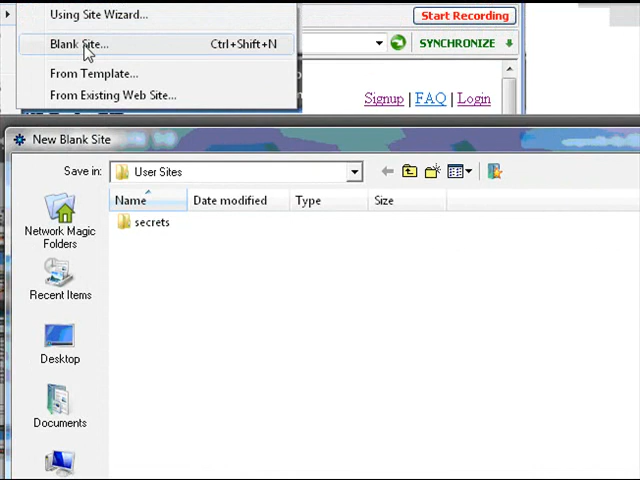 Using Site Wizard...
Start Recording
Blank Site... Ctrl+Shift+N
SYNCHRONIZE
From Template...
From Existing Web Site...
Signup | FAQ | Login
New Blank Site
Save in: User Sites
Name Date modified Type Size
secrets
Network Magic
Folders
Recent Items
Desktop
Documents